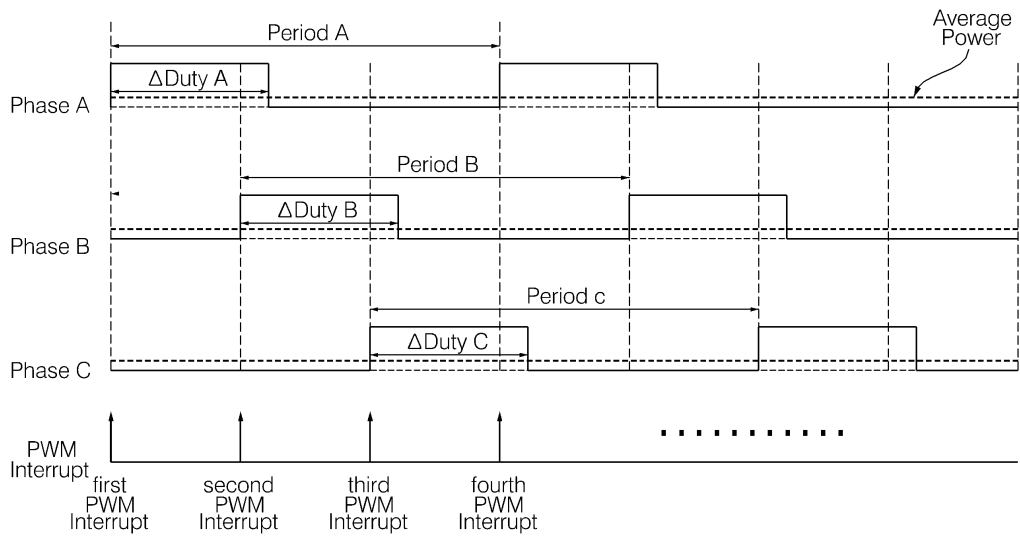 Average
Power
Period A
ΔDuty A
Phase A
Period B
ΔDuty B
Phase B
Period c
ΔDuty C
Phase C
PWM
Interrupt
first
PWM
Interrupt
second
PWM
Interrupt
third
PWM
Interrupt
fourth
PWM
Interrupt